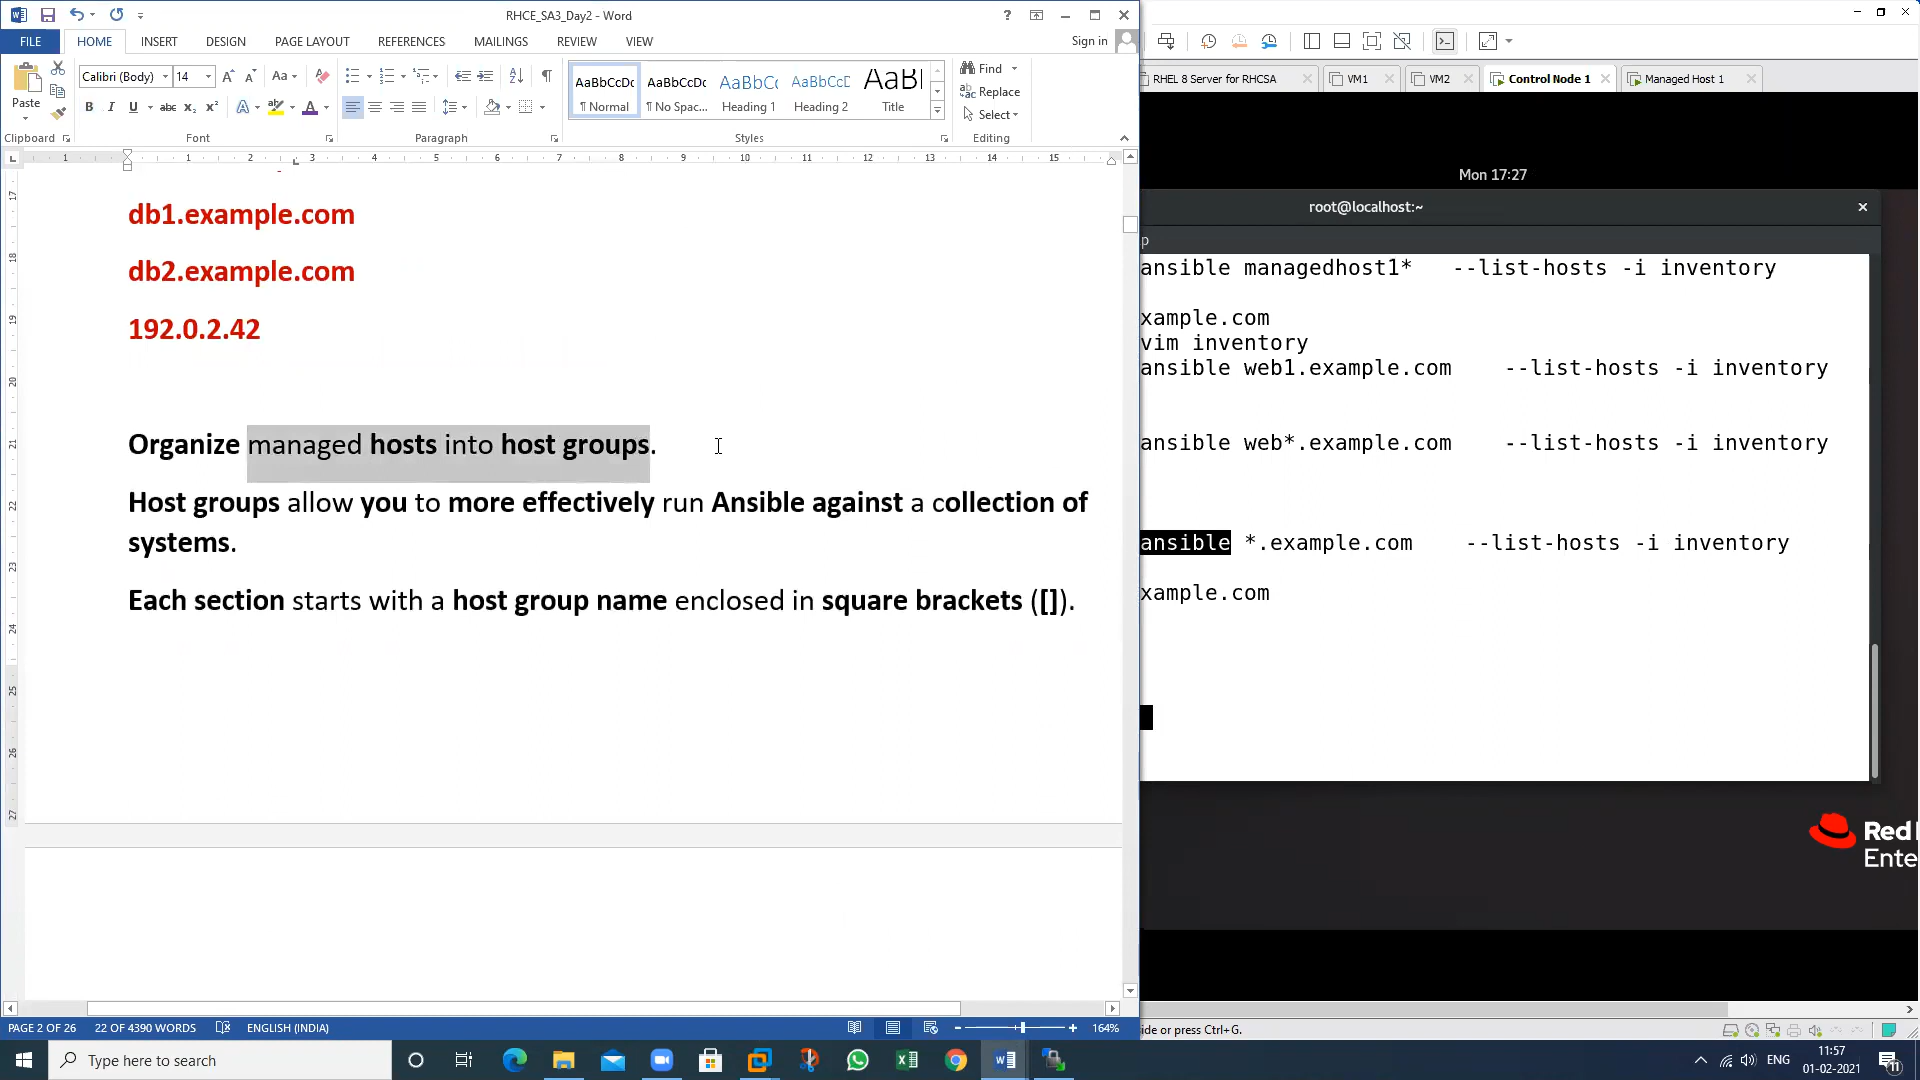 RHCE_SA3_Day2 - Word
FILE
HOME
INSERT
DESIGN
PAGE LAYOUT
REFERENCES
MAILINGS
REVIEW
VIEW
Sign in
Paste
Calibri (Body)
14
Clipboard
Font
Paragraph
AaBbCcDc
¶ Normal
AaBbCcDc
¶ No Spac...
AaBbCc
Heading 1
AaBbCcD
Heading 2
AaBl
Title
Styles
Find
Replace
Select
Editing
db1.example.com
db2.example.com
192.0.2.42
Organize managed hosts into host groups.
Host groups allow you to more effectively run Ansible against a collection of
systems.
Each section starts with a host group name enclosed in square brackets ([]).
PAGE 2 OF 26
22 OF 4390 WORDS
ENGLISH (INDIA)
164%
RHEL 8 Server for RHCSA
VM1
VM2
Control Node 1
Managed Host 1
Mon 17:27
root@localhost:~
p
ansible managedhost1* --list-hosts -i inventory
xample.com
vim inventory
ansible web1.example.com --list-hosts -i inventory
ansible web*.example.com --list-hosts -i inventory
ansible *.example.com --list-hosts -i inventory
xample.com
Red
Ente
ide or press Ctrl+G.
Type here to search
ENG
11:57
01-02-2021
11